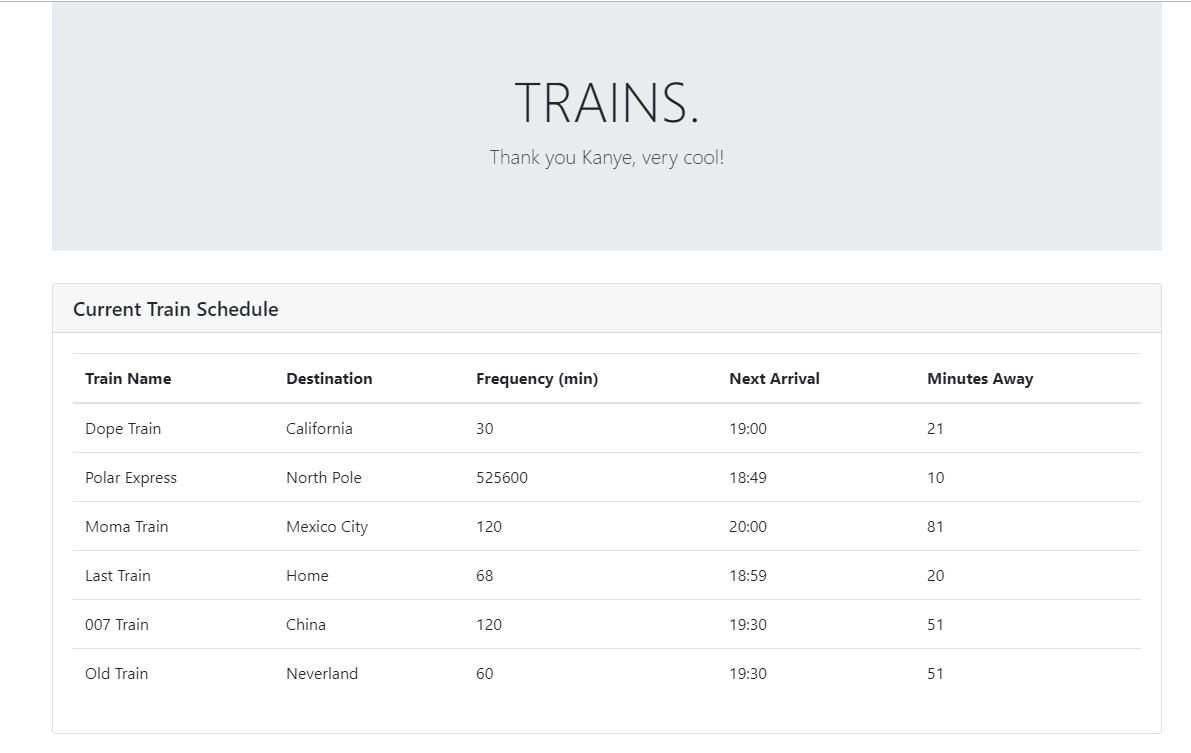 TRAINS.
Thank you Kanye, very cool!
Current Train Schedule
Train Name Destination Frequency (min) Next Arrival Minutes Away
Dope Train California 30 19:00 21
Polar Express North Pole 525600 18:49 10
Moma Train Mexico City 120 20:00 81
Last Train Home 68 18:59 20
007 Train China 120 19:30 51
Old Train Neverland 60 19:30 51